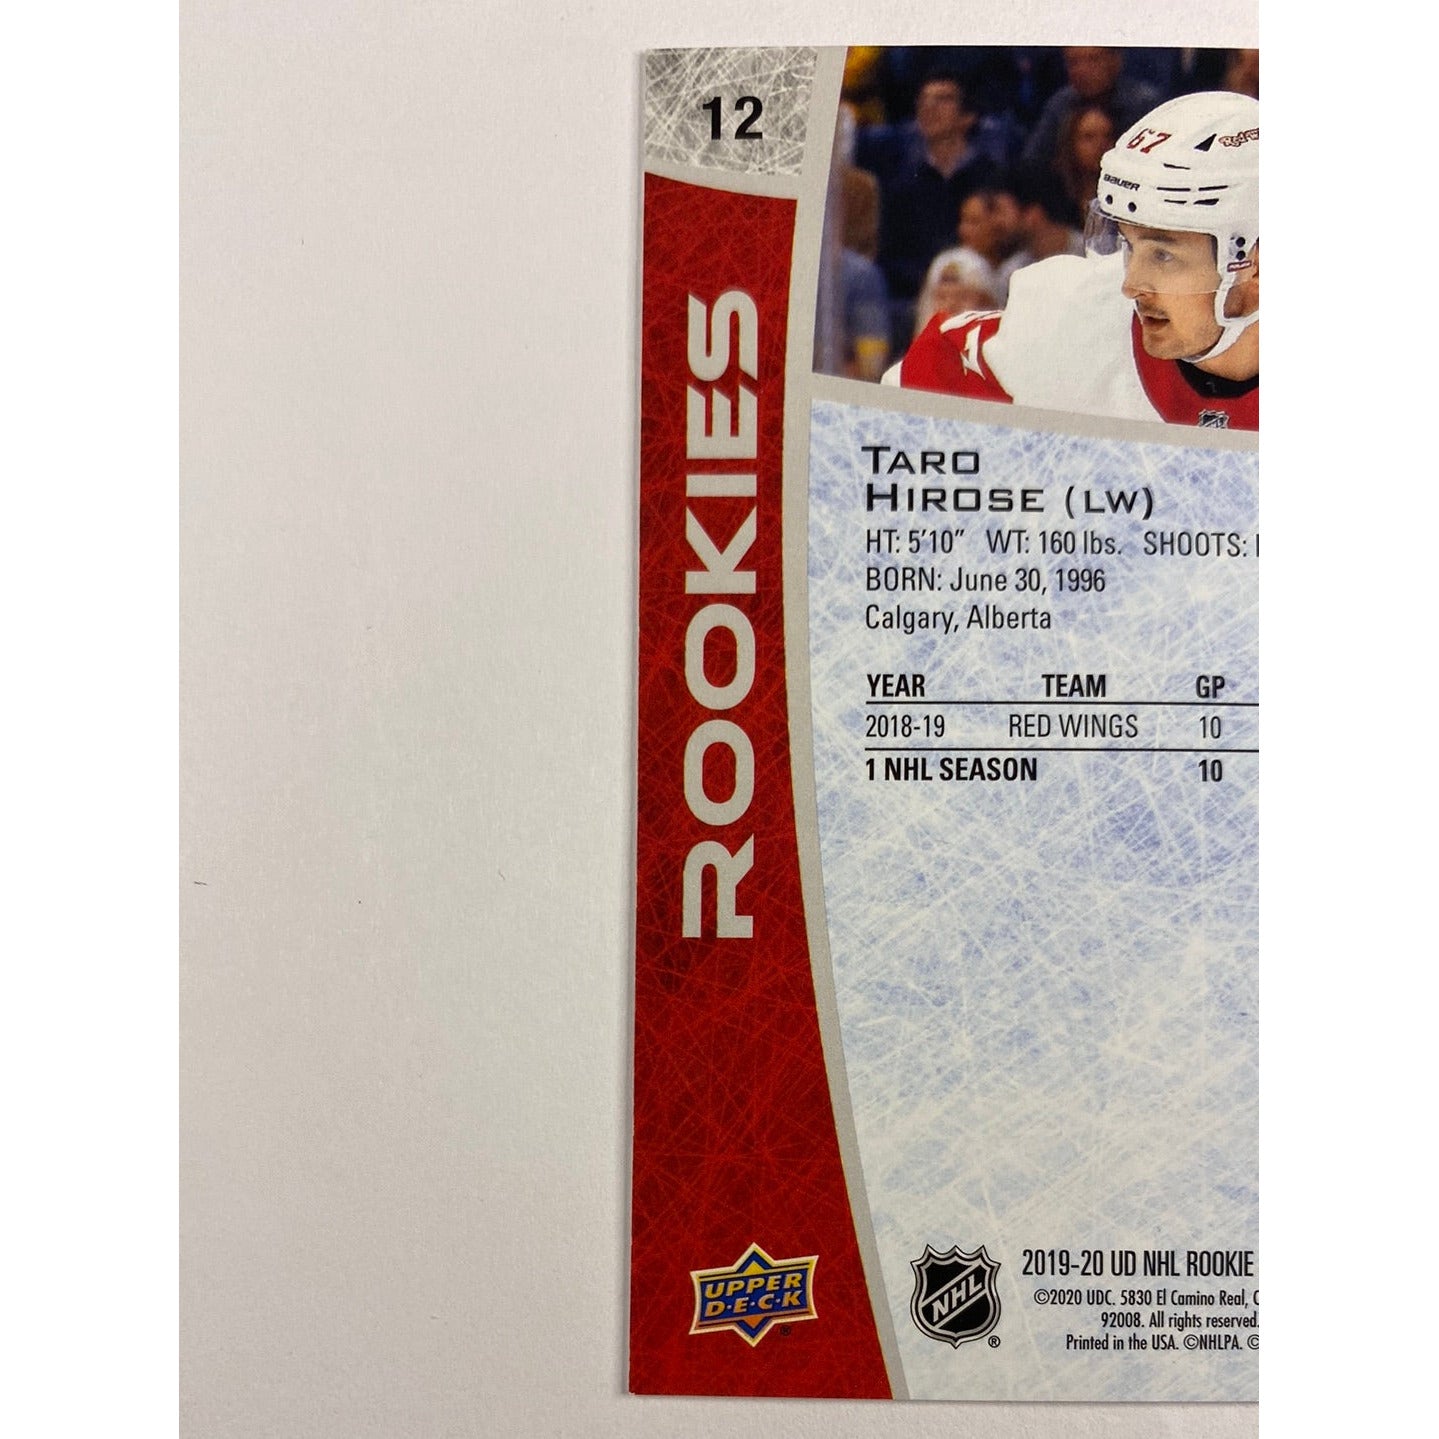 12
ROOKIES
67
BAUER
TARO
HIROSE (LW)
HT: 5'10" WT: 160 lbs. SHOOTS:
BORN: June 30, 1996
Calgary, Alberta
YEAR TEAM GP
2018-19 RED WINGS 10
1 NHL SEASON 10
UPPER
D·E·C·K
®
NHL
®
2019-20 UD NHL ROOKIE
©2020 UDC. 5830 El Camino Real, C
92008. All rights reserved.
Printed in the USA. ©NHLPA. ©